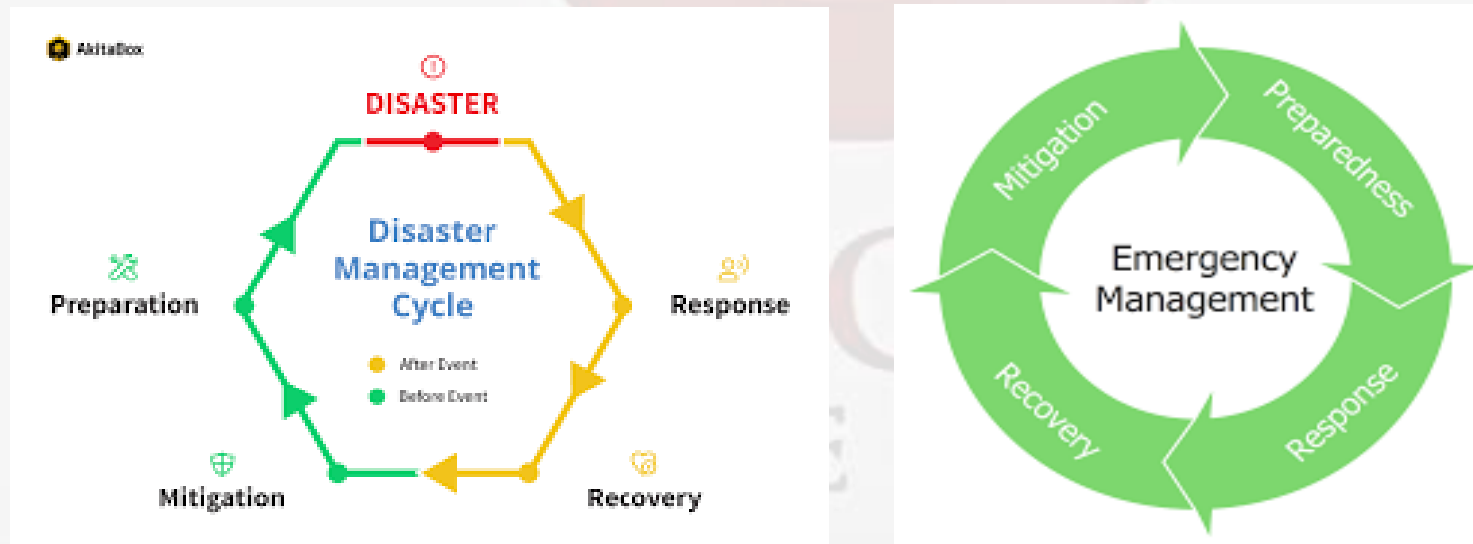 AkitaBox
DISASTER
Disaster
Management
Cycle
After Event
Before Event
Preparation
Response
Mitigation
Recovery
Mitigation
Preparedness
Emergency
Management
Recovery
Response